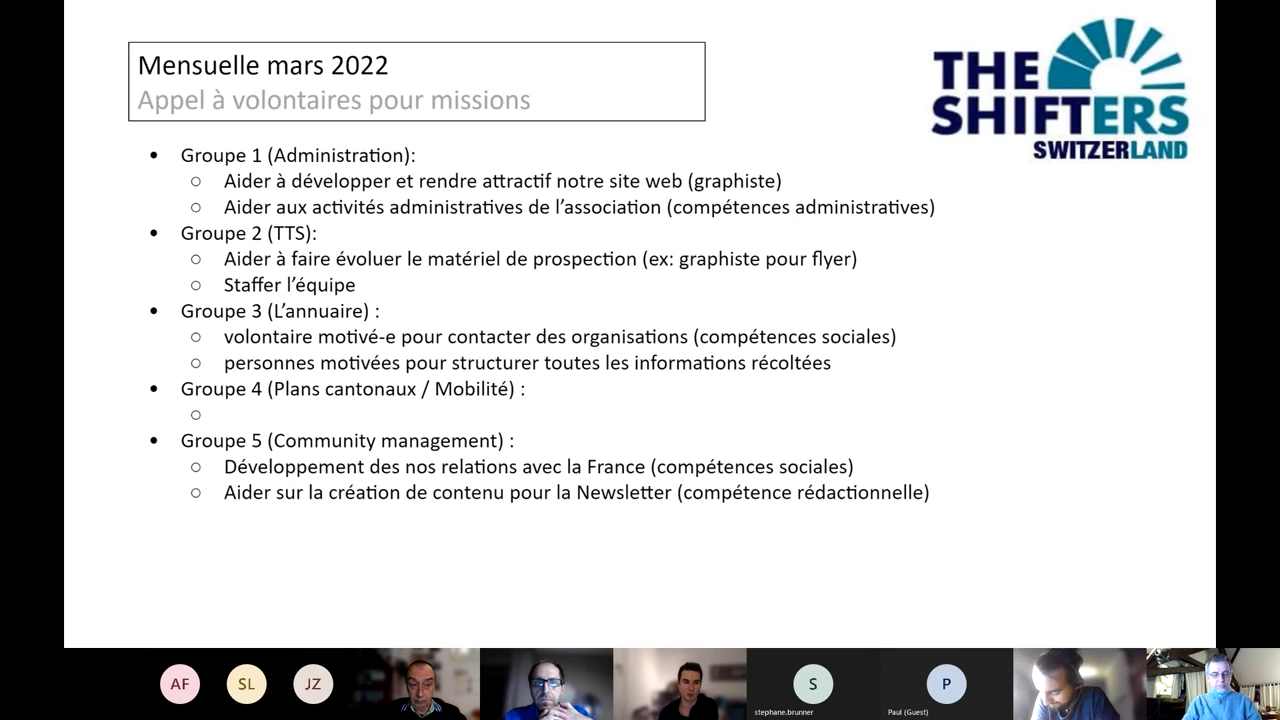 Mensuelle mars 2022
Appel à volontaires pour missions
THE
SHIFTERS
SWITZERLAND
• Groupe 1 (Administration):
○ Aider à développer et rendre attractif notre site web (graphiste)
○ Aider aux activités administratives de l’association (compétences administratives)
• Groupe 2 (TTS):
○ Aider à faire évoluer le matériel de prospection (ex: graphiste pour flyer)
○ Staffer l’équipe
• Groupe 3 (L’annuaire) :
○ volontaire motivé-e pour contacter des organisations (compétences sociales)
○ personnes motivées pour structurer toutes les informations récoltées
• Groupe 4 (Plans cantonaux / Mobilité) :
○
• Groupe 5 (Community management) :
○ Développement des nos relations avec la France (compétences sociales)
○ Aider sur la création de contenu pour la Newsletter (compétence rédactionnelle)
AF
SL
JZ
S
stephane.brunner
P
Paul (Guest)